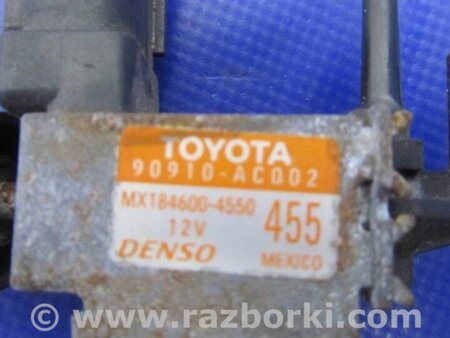 TOYOTA
90910-AC002
MX184600-4550
12V
455
DENSO
MEXICO
© www.razborki.com